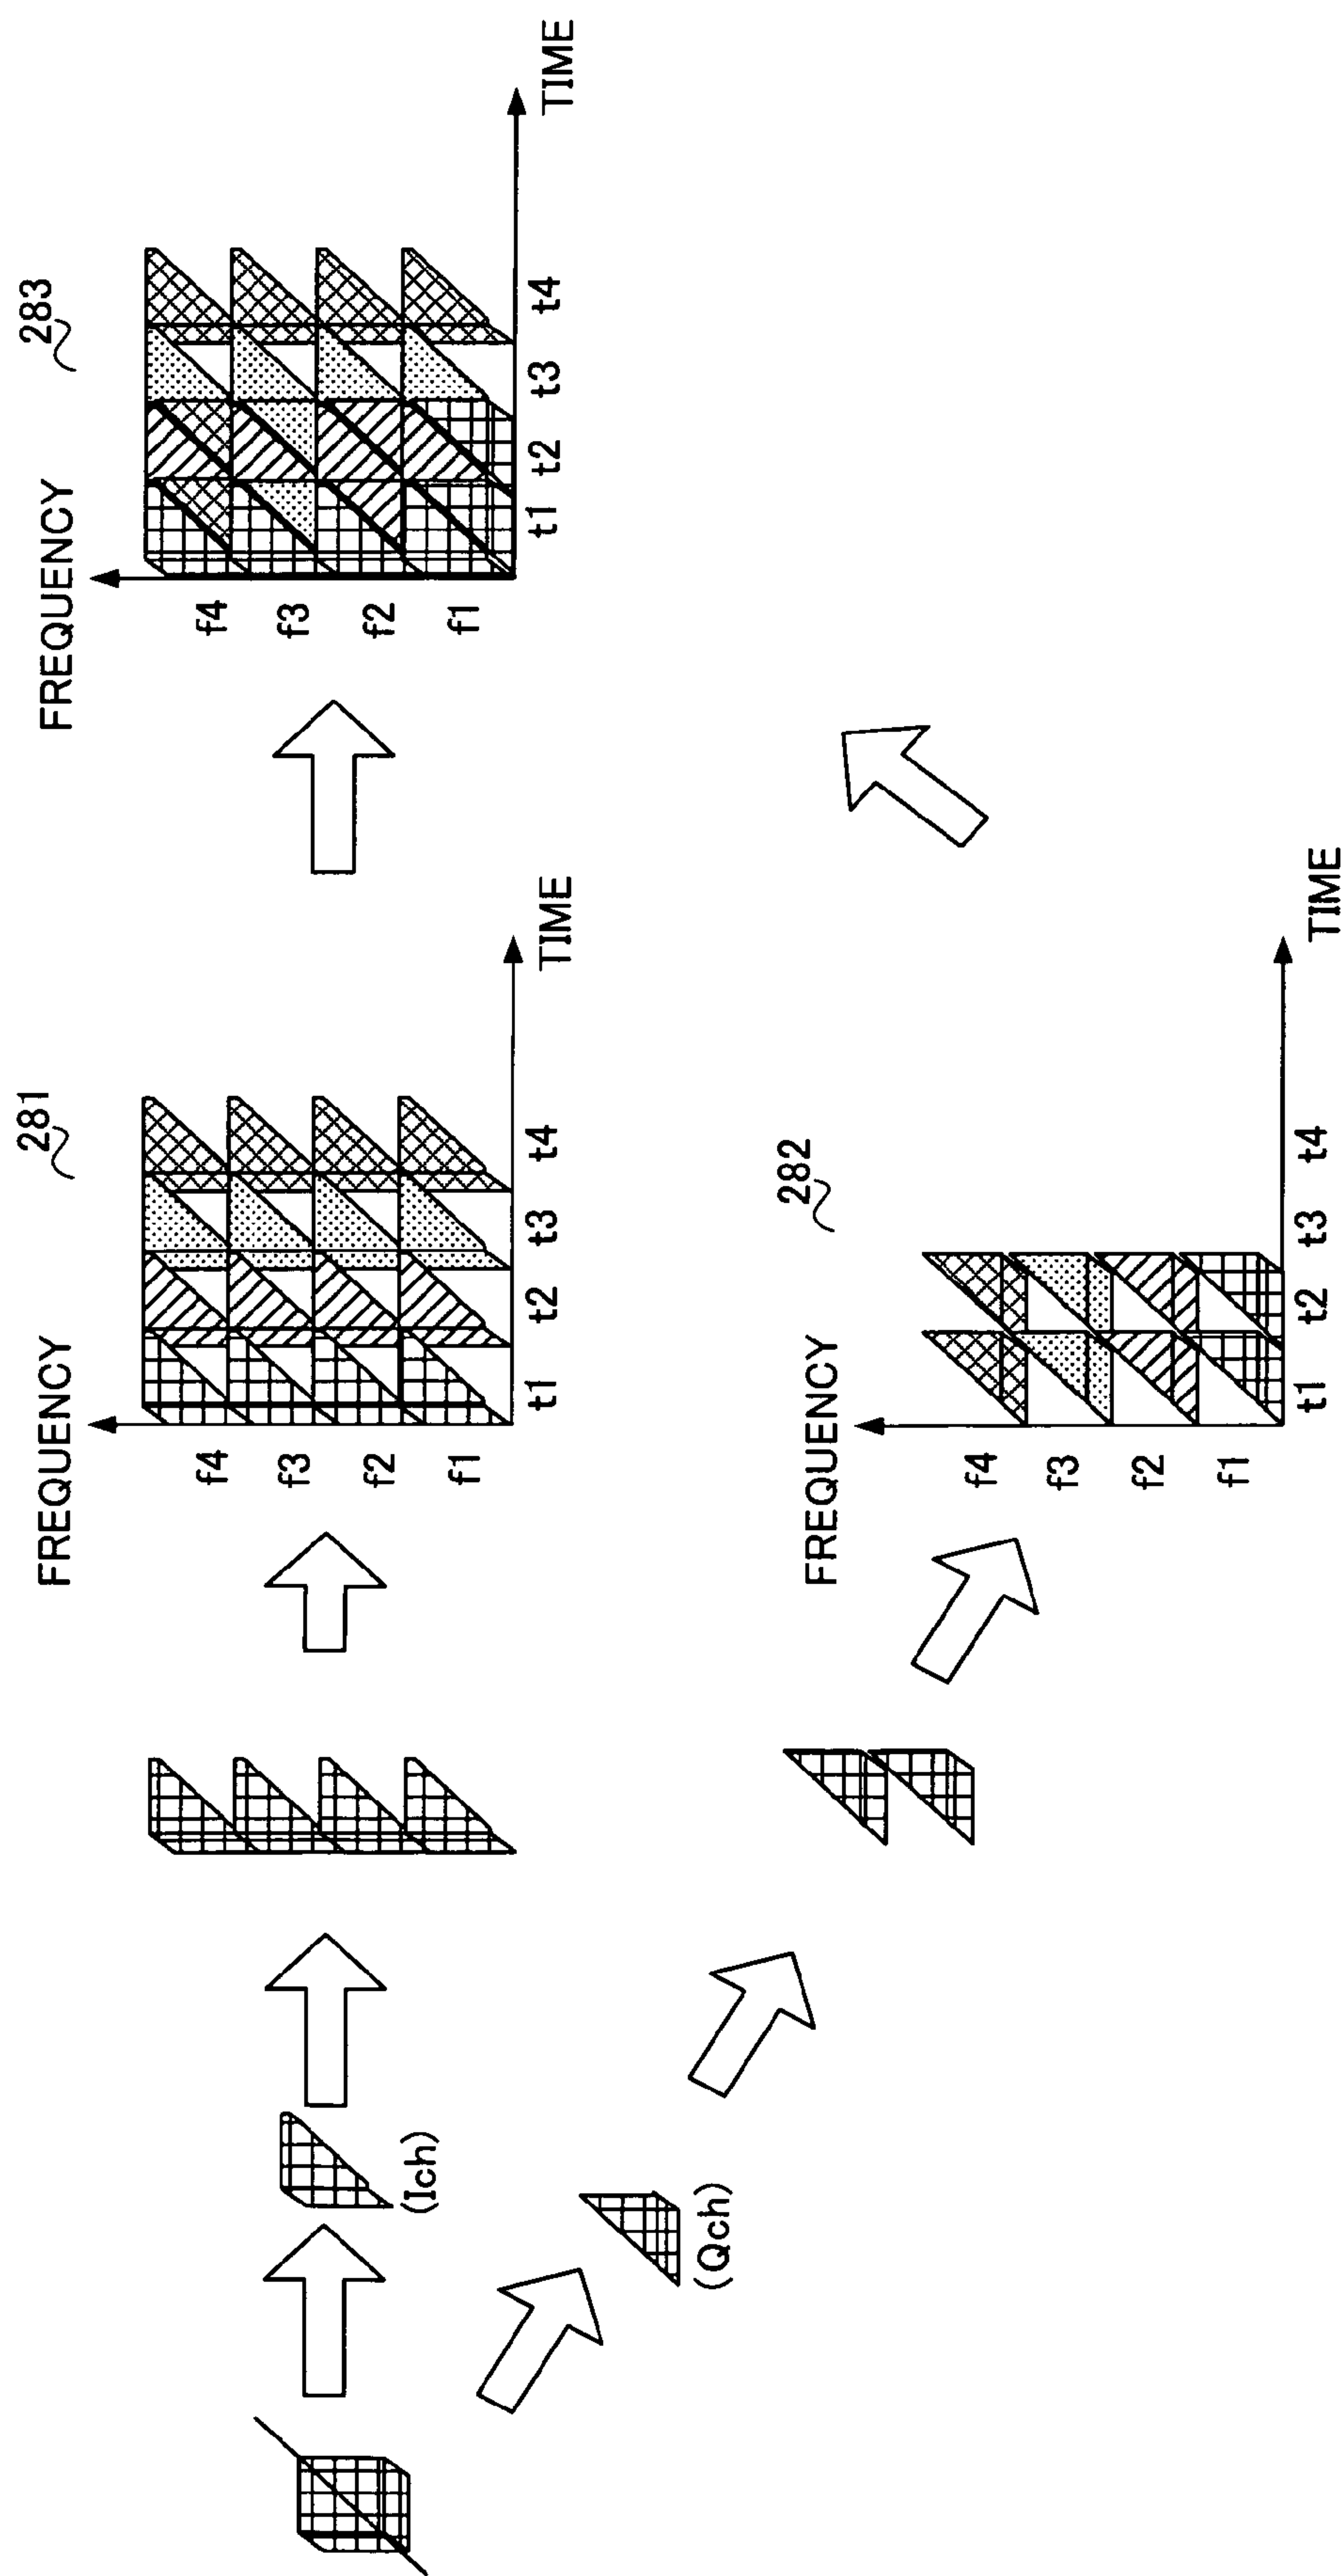 (Ich)
(Qch)
281
FREQUENCY
f4
f3
f2
f1
t1 t2 t3 t4
TIME
282
FREQUENCY
f4
f3
f2
f1
t1 t2 t3 t4
TIME
283
FREQUENCY
f4
f3
f2
f1
t1 t2 t3 t4
TIME